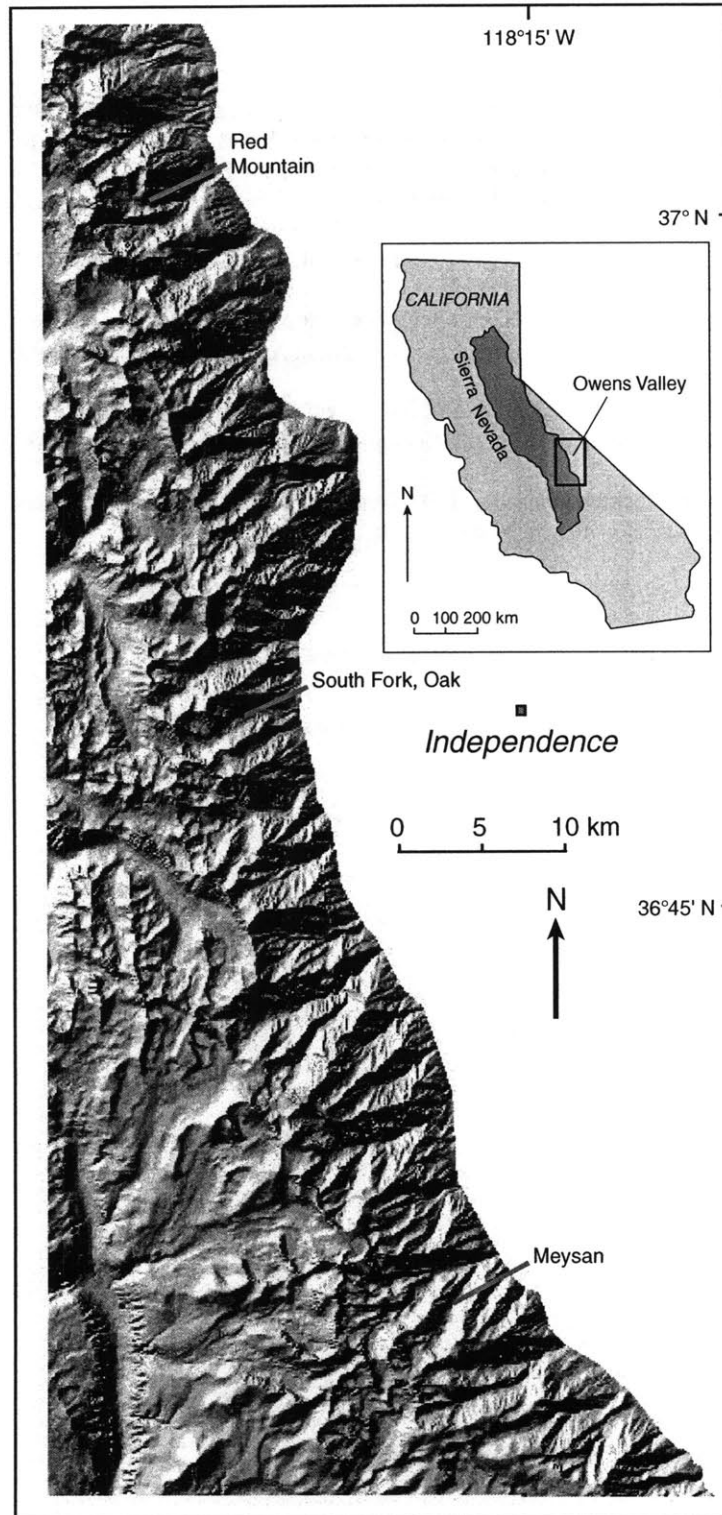 118°15' W
Red
Mountain
37° N
CALIFORNIA
Sierra Nevada
Owens Valley
N
0 100 200 km
South Fork, Oak
Independence
0 5 10 km
N
36°45' N
Meysan